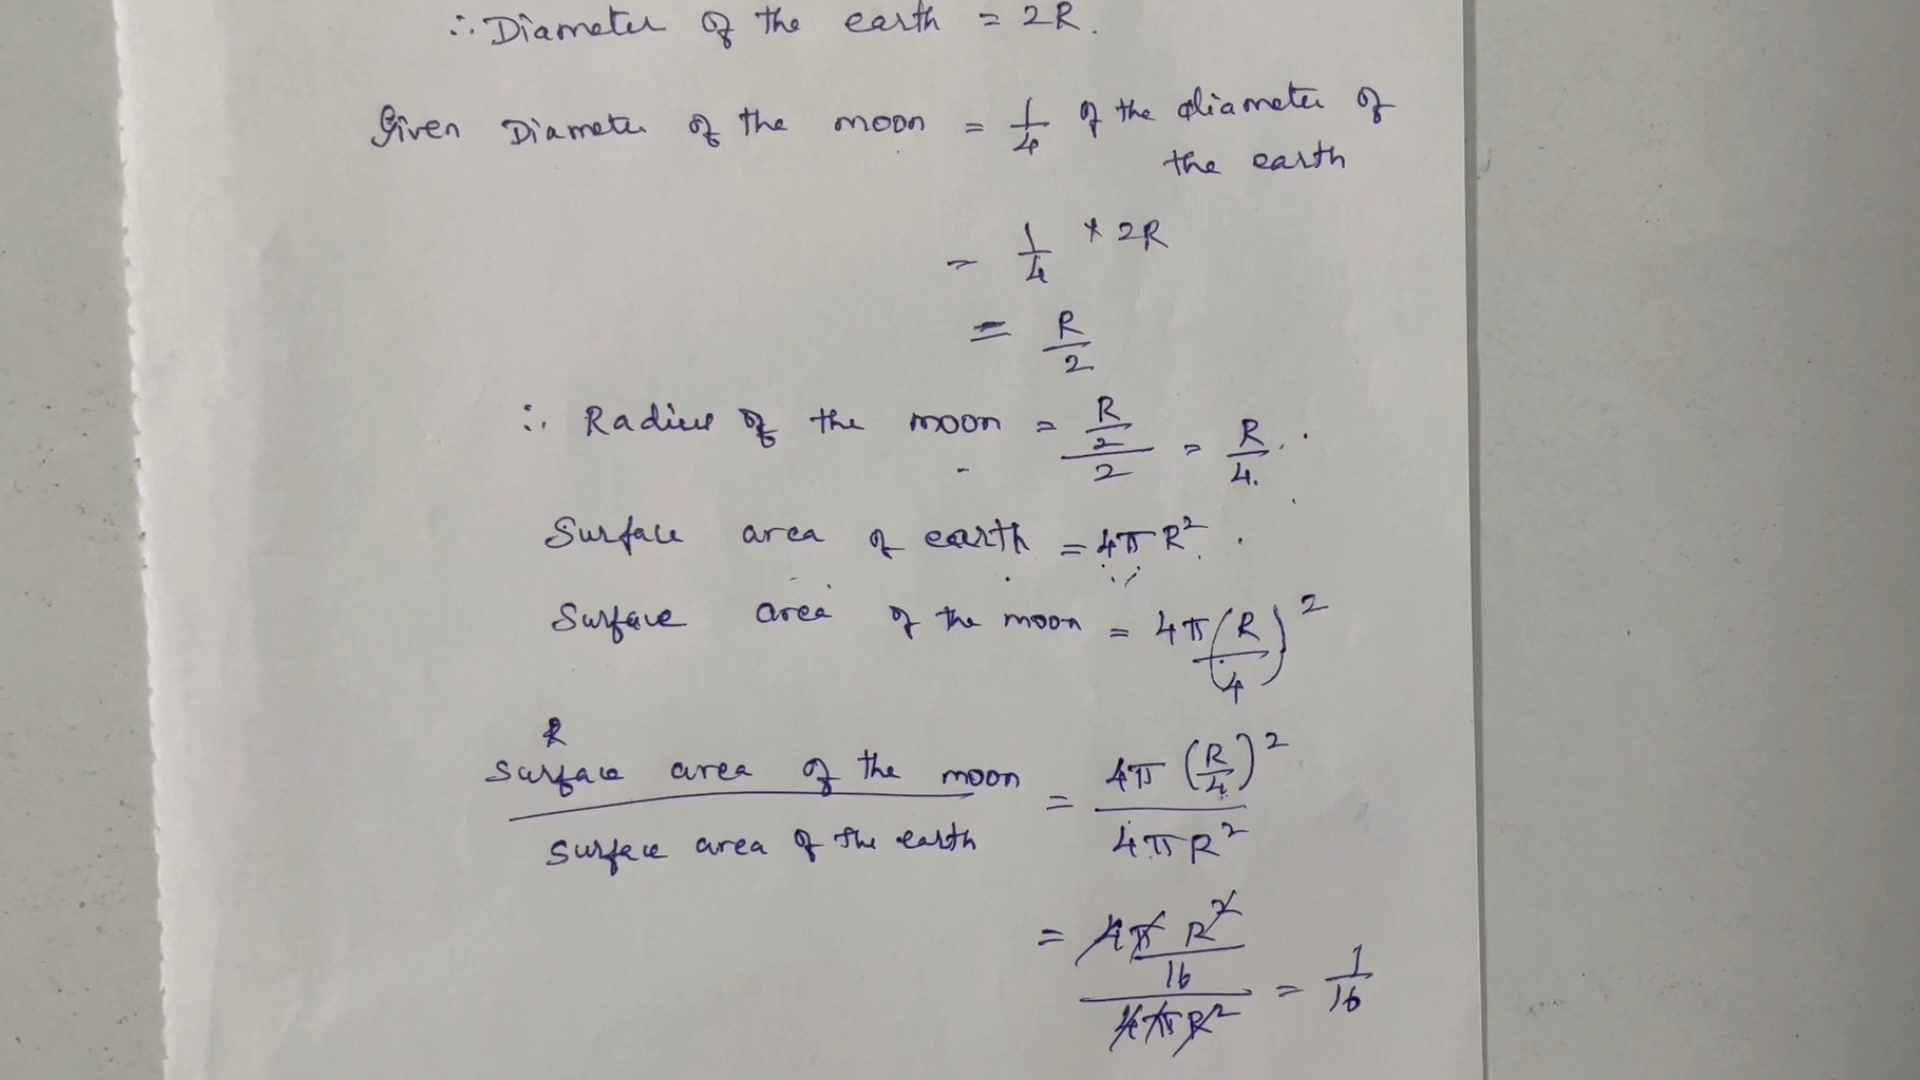 ∴ Diameter of the earth = 2R.
Given Diameter of the moon = 1/4 of the diameter of
the earth
= 1/4 * 2R
= R/2
∴ Radius of the moon = (R/2)/2 = R/4.
Surface area of earth = 4πR².
Surface area of the moon = 4π(R/4)²
R
Surface area of the moon / Surface area of the earth = 4π(R/4)² / 4πR²
= (4πR²/16) / 4πR² = 1/16